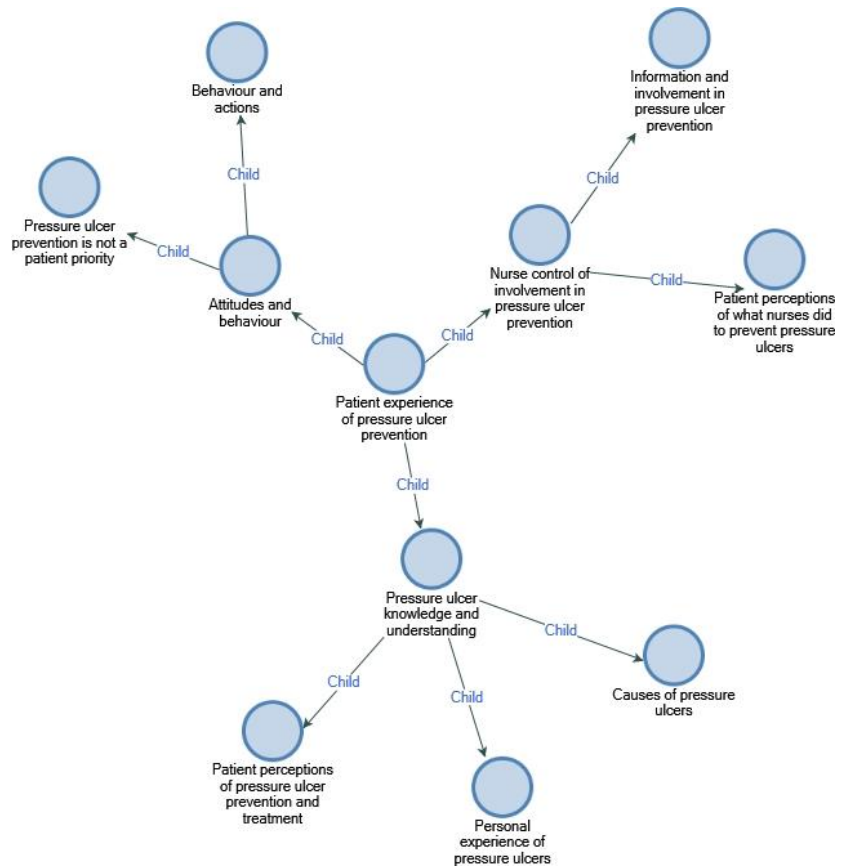 Behaviour and
actions
Information and
involvement in
pressure ulcer
prevention
Child
Child
Pressure ulcer
prevention is not a
patient priority
Child
Attitudes and
behaviour
Nurse control of
involvement in
pressure ulcer
prevention
Child
Patient perceptions
of what nurses did
to prevent pressure
ulcers
Child
Child
Patient experience
of pressure ulcer
prevention
Child
Pressure ulcer
knowledge and
understanding
Child
Child
Child
Causes of pressure
ulcers
Patient perceptions
of pressure ulcer
prevention and
treatment
Personal
experience of
pressure ulcers